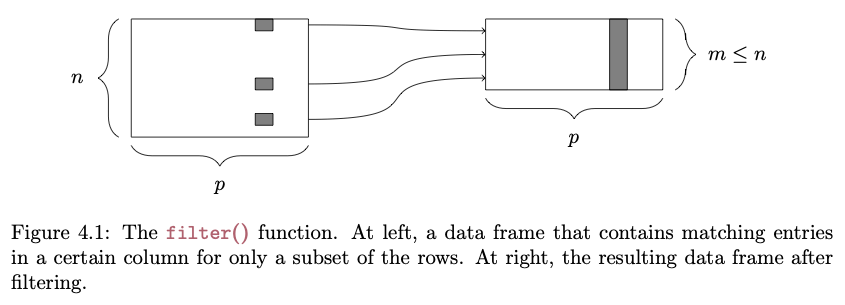 n
m ≤ n
p
p
Figure 4.1: The filter() function. At left, a data frame that contains matching entries
in a certain column for only a subset of the rows. At right, the resulting data frame after
filtering.